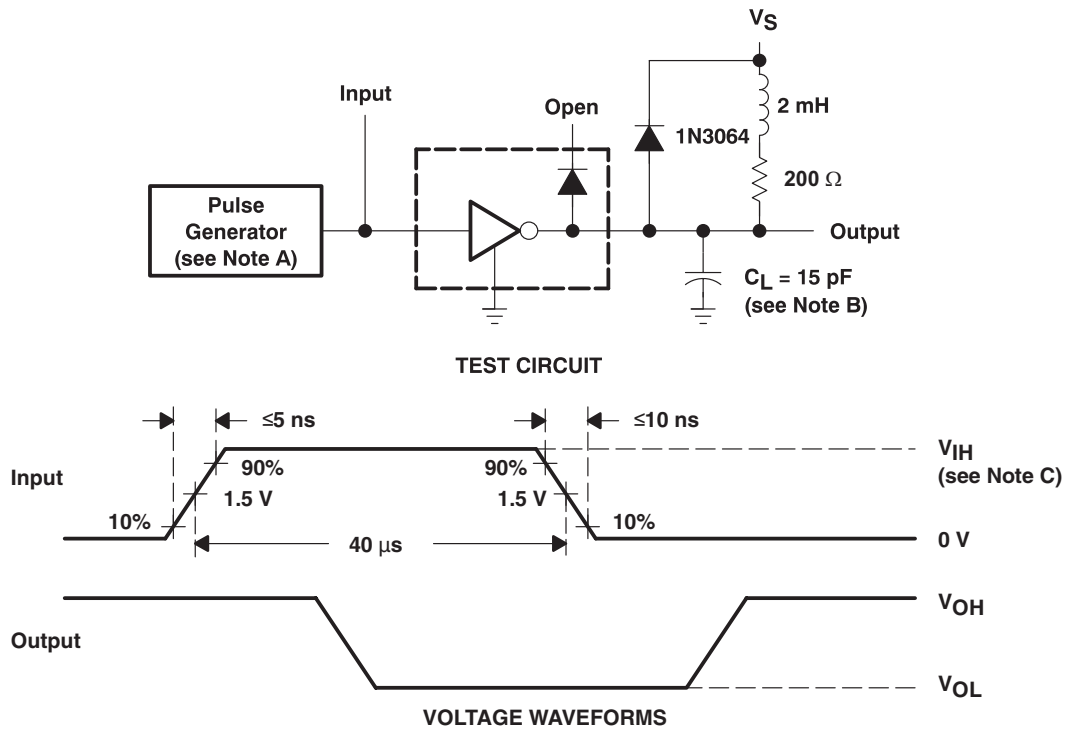 VS
Input
Open
2 mH
1N3064
200 Ω
Pulse
Generator
(see Note A)
Output
CL = 15 pF
(see Note B)
TEST CIRCUIT
≤5 ns
≤10 ns
Input
90%
90%
VIH
(see Note C)
1.5 V
1.5 V
10%
10%
40 μs
0 V
VOH
Output
VOL
VOLTAGE WAVEFORMS